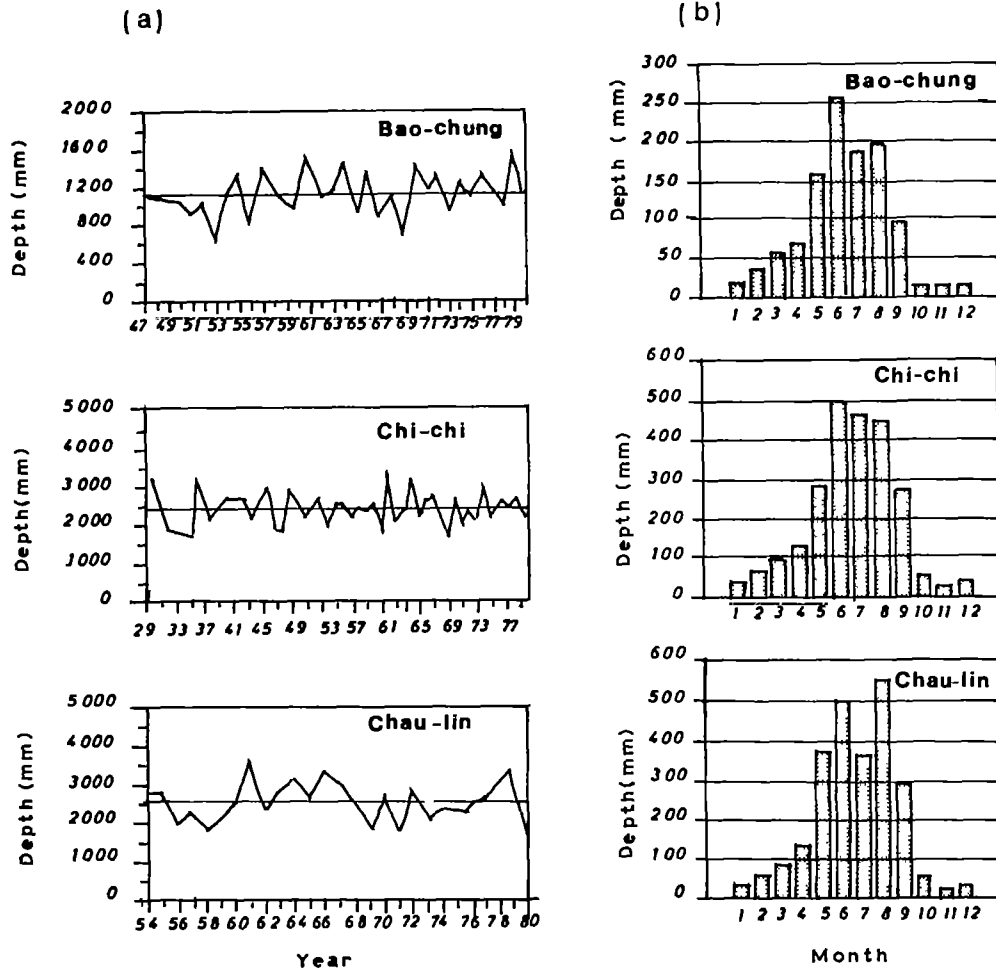 (a)
Depth (mm)
2000
1600
1200
800
400
0
Bao-chung
47 49 51 53 55 57 59 61 63 65 67 69 71 73 75 77 79
Depth(mm)
5000
4000
3000
2000
1000
0
Chi-chi
29 33 37 41 45 49 53 57 61 65 69 73 77
Depth(mm)
5000
4000
3000
2000
1000
0
Chau-lin
54 56 58 60 62 64 66 68 70 72 74 76 78 80
Year
(b)
Depth (mm)
300
250
200
150
100
50
0
Bao-chung
1 2 3 4 5 6 7 8 9 10 11 12
Depth(mm)
600
500
400
300
200
100
0
Chi-chi
1 2 3 4 5 6 7 8 9 10 11 12
Depth(mm)
600
500
400
300
200
100
0
Chau-lin
1 2 3 4 5 6 7 8 9 10 11 12
Month